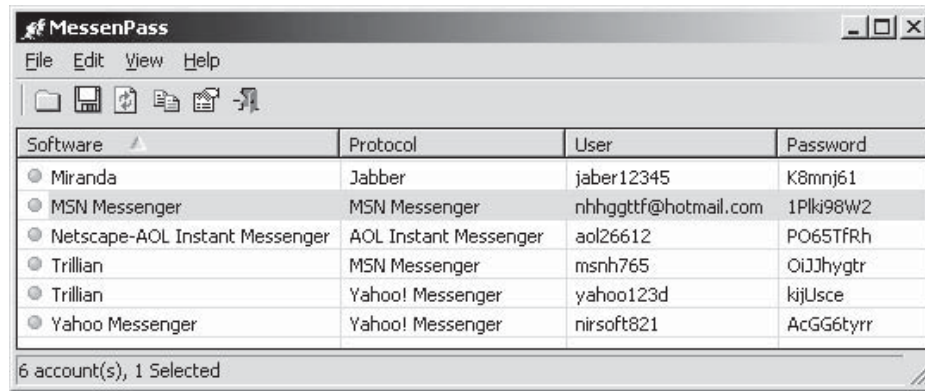 MessenPass
File Edit View Help
Software Protocol User Password
Miranda Jabber jaber12345 K8mnj61
MSN Messenger MSN Messenger nhhggttf@hotmail.com 1Plki98W2
Netscape-AOL Instant Messenger AOL Instant Messenger aol26612 PO65TfRh
Trillian MSN Messenger msnh765 OiJJhygtr
Trillian Yahoo! Messenger yahoo123d kijUsce
Yahoo Messenger Yahoo! Messenger nirsoft821 AcGG6tyrr
6 account(s), 1 Selected